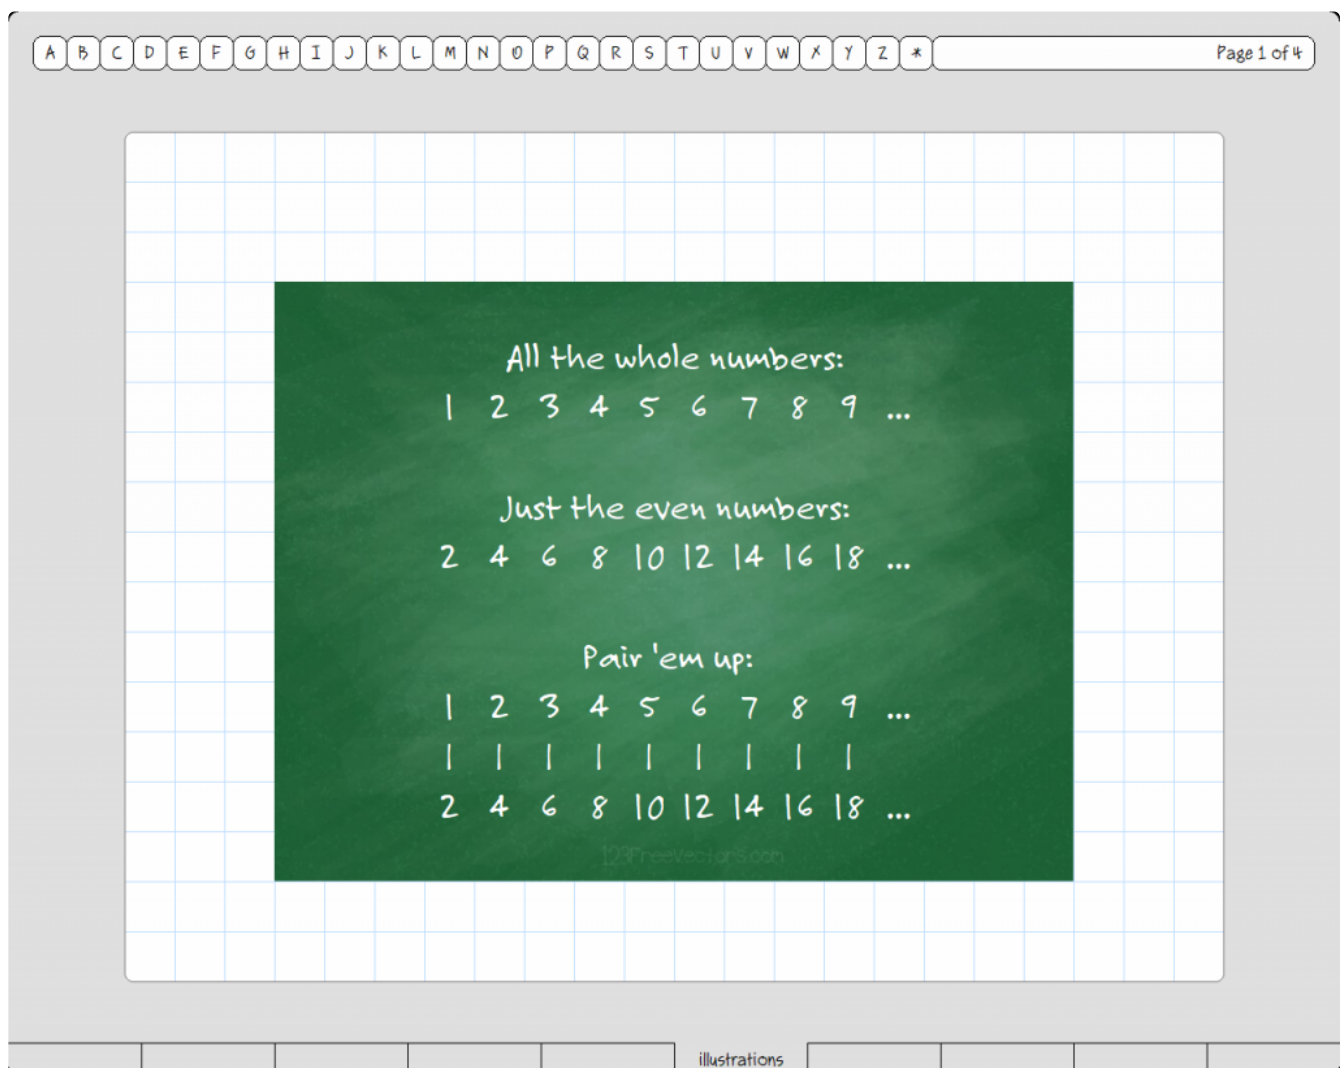 A B C D E F G H I J K L M N O P Q R S T U V W X Y Z * Page 1 of 4
All the whole numbers:
1 2 3 4 5 6 7 8 9 ...
Just the even numbers:
2 4 6 8 10 12 14 16 18 ...
Pair 'em up:
1 2 3 4 5 6 7 8 9 ...
| | | | | | | | |
2 4 6 8 10 12 14 16 18 ...
123Freevectors.com
illustrations